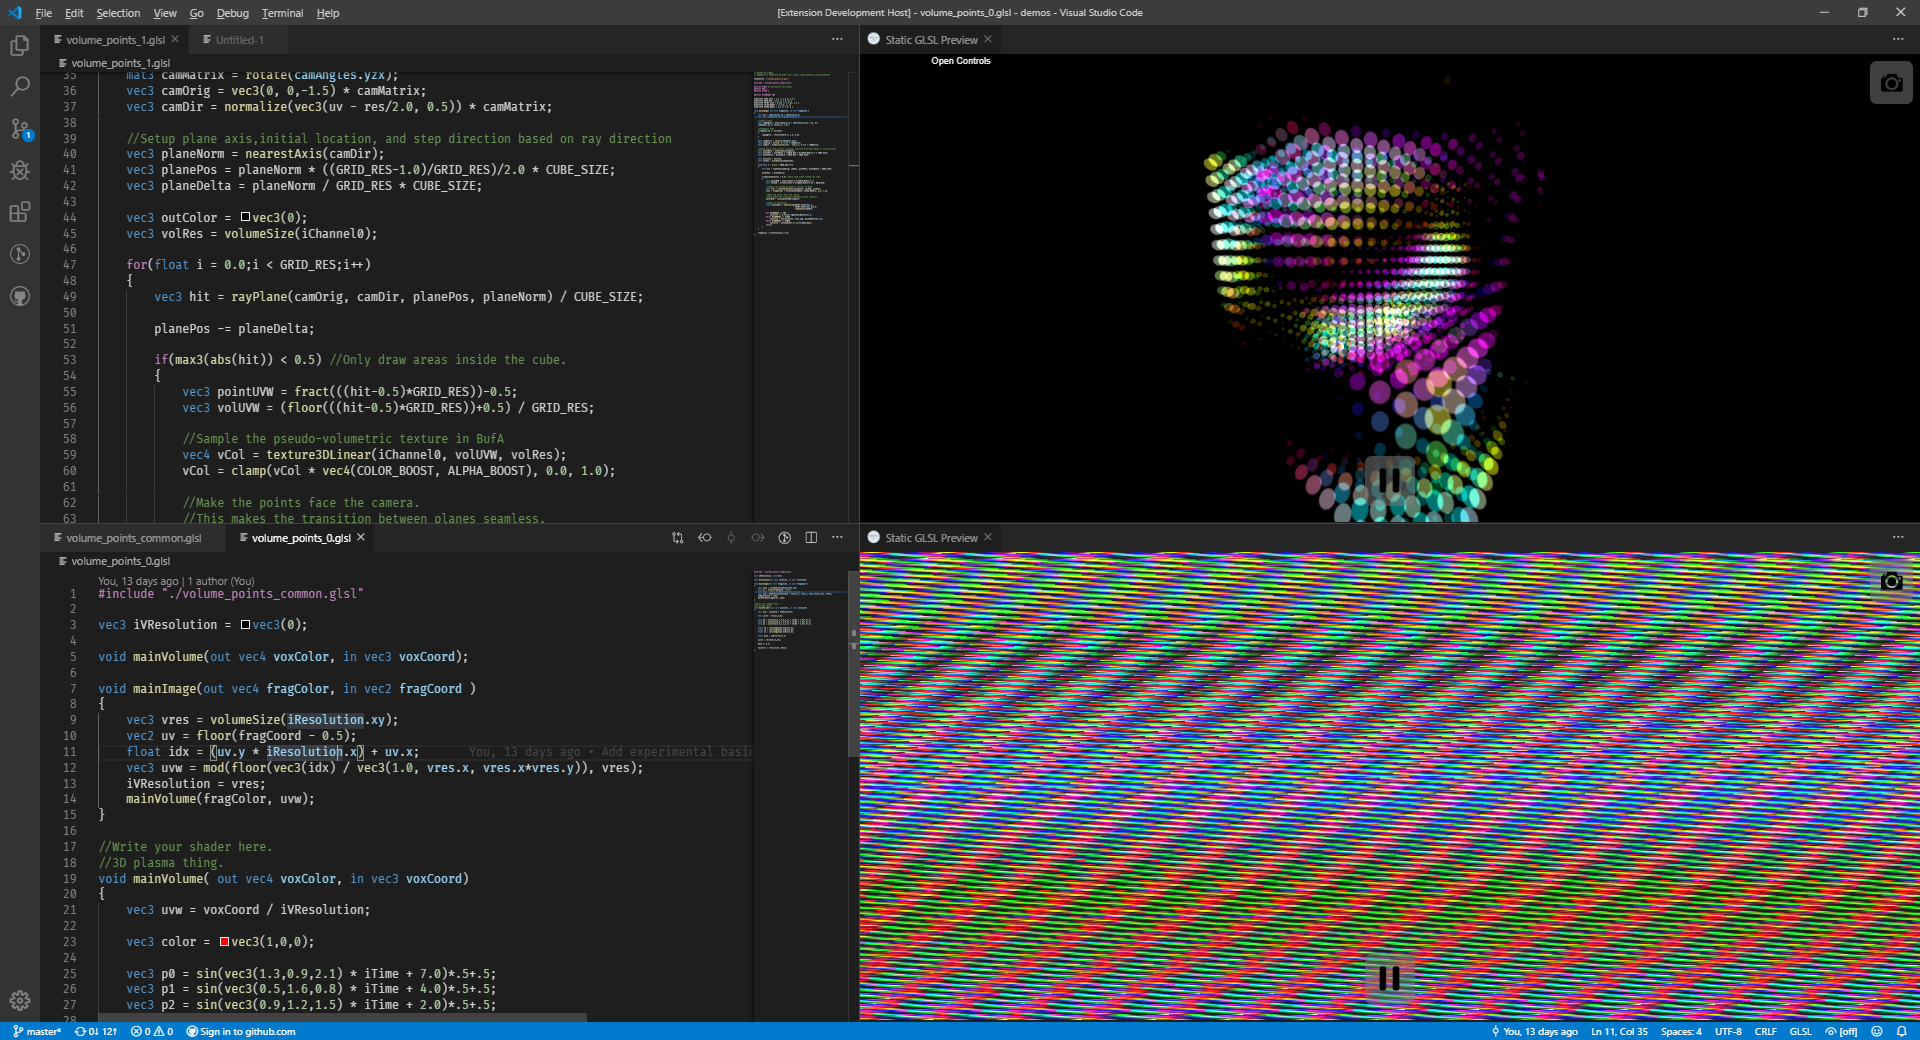 File Edit Selection View Go Debug Terminal Help
[Extension Development Host] - volume_points_0.glsl - demos - Visual Studio Code
volume_points_1.glsl
Untitled-1
volume_points_1.glsl
35 mat3 camMatrix = rotate(camAngles.yzx);
36 vec3 camOrig = vec3(0, 0,-1.5) * camMatrix;
37 vec3 camDir = normalize(vec3(uv - res/2.0, 0.5)) * camMatrix;
38
39 //Setup plane axis,initial location, and step direction based on ray direction
40 vec3 planeNorm = nearestAxis(camDir);
41 vec3 planePos = planeNorm * ((GRID_RES-1.0)/GRID_RES)/2.0 * CUBE_SIZE;
42 vec3 planeDelta = planeNorm / GRID_RES * CUBE_SIZE;
43
44 vec3 outColor = vec3(0);
45 vec3 volRes = volumeSize(iChannel0);
46
47 for(float i = 0.0;i < GRID_RES;i++)
48 {
49 vec3 hit = rayPlane(camOrig, camDir, planePos, planeNorm) / CUBE_SIZE;
50
51 planePos -= planeDelta;
52
53 if(max3(abs(hit)) < 0.5) //Only draw areas inside the cube.
54 {
55 vec3 pointUVW = fract(((hit-0.5)*GRID_RES))-0.5;
56 vec3 volUVW = (floor(((hit-0.5)*GRID_RES))+0.5) / GRID_RES;
57
58 //Sample the pseudo-volumetric texture in BufA
59 vec4 vCol = texture3DLinear(iChannel0, volUVW, volRes);
60 vCol = clamp(vCol * vec4(COLOR_BOOST, ALPHA_BOOST), 0.0, 1.0);
61
62 //Make the points face the camera.
63 //This makes the transition between planes seamless.
Static GLSL Preview
Open Controls
volume_points_common.glsl
volume_points_0.glsl
volume_points_0.glsl
You, 13 days ago | 1 author (You)
1 #include "./volume_points_common.glsl"
2
3 vec3 iVResolution = vec3(0);
4
5 void mainVolume(out vec4 voxColor, in vec3 voxCoord);
6
7 void mainImage(out vec4 fragColor, in vec2 fragCoord )
8 {
9 vec3 vres = volumeSize(iResolution.xy);
10 vec2 uv = floor(fragCoord - 0.5);
11 float idx = (uv.y * iResolution.x) + uv.x; You, 13 days ago • Add experimental basic
12 vec3 uvw = mod(floor(vec3(idx) / vec3(1.0, vres.x, vres.x*vres.y)), vres);
13 iVResolution = vres;
14 mainVolume(fragColor, uvw);
15 }
16
17 //Write your shader here.
18 //3D plasma thing.
19 void mainVolume( out vec4 voxColor, in vec3 voxCoord)
20 {
21 vec3 uvw = voxCoord / iVResolution;
22
23 vec3 color = vec3(1,0,0);
24
25 vec3 p0 = sin(vec3(1.3,0.9,2.1) * iTime + 7.0)*.5+.5;
26 vec3 p1 = sin(vec3(0.5,1.6,0.8) * iTime + 4.0)*.5+.5;
27 vec3 p2 = sin(vec3(0.9,1.2,1.5) * iTime + 2.0)*.5+.5;
28
Static GLSL Preview
1
master* 0↓ 12↑ 0 0 Sign in to github.com
You, 13 days ago Ln 11, Col 35 Spaces: 4 UTF-8 CRLF GLSL [off]